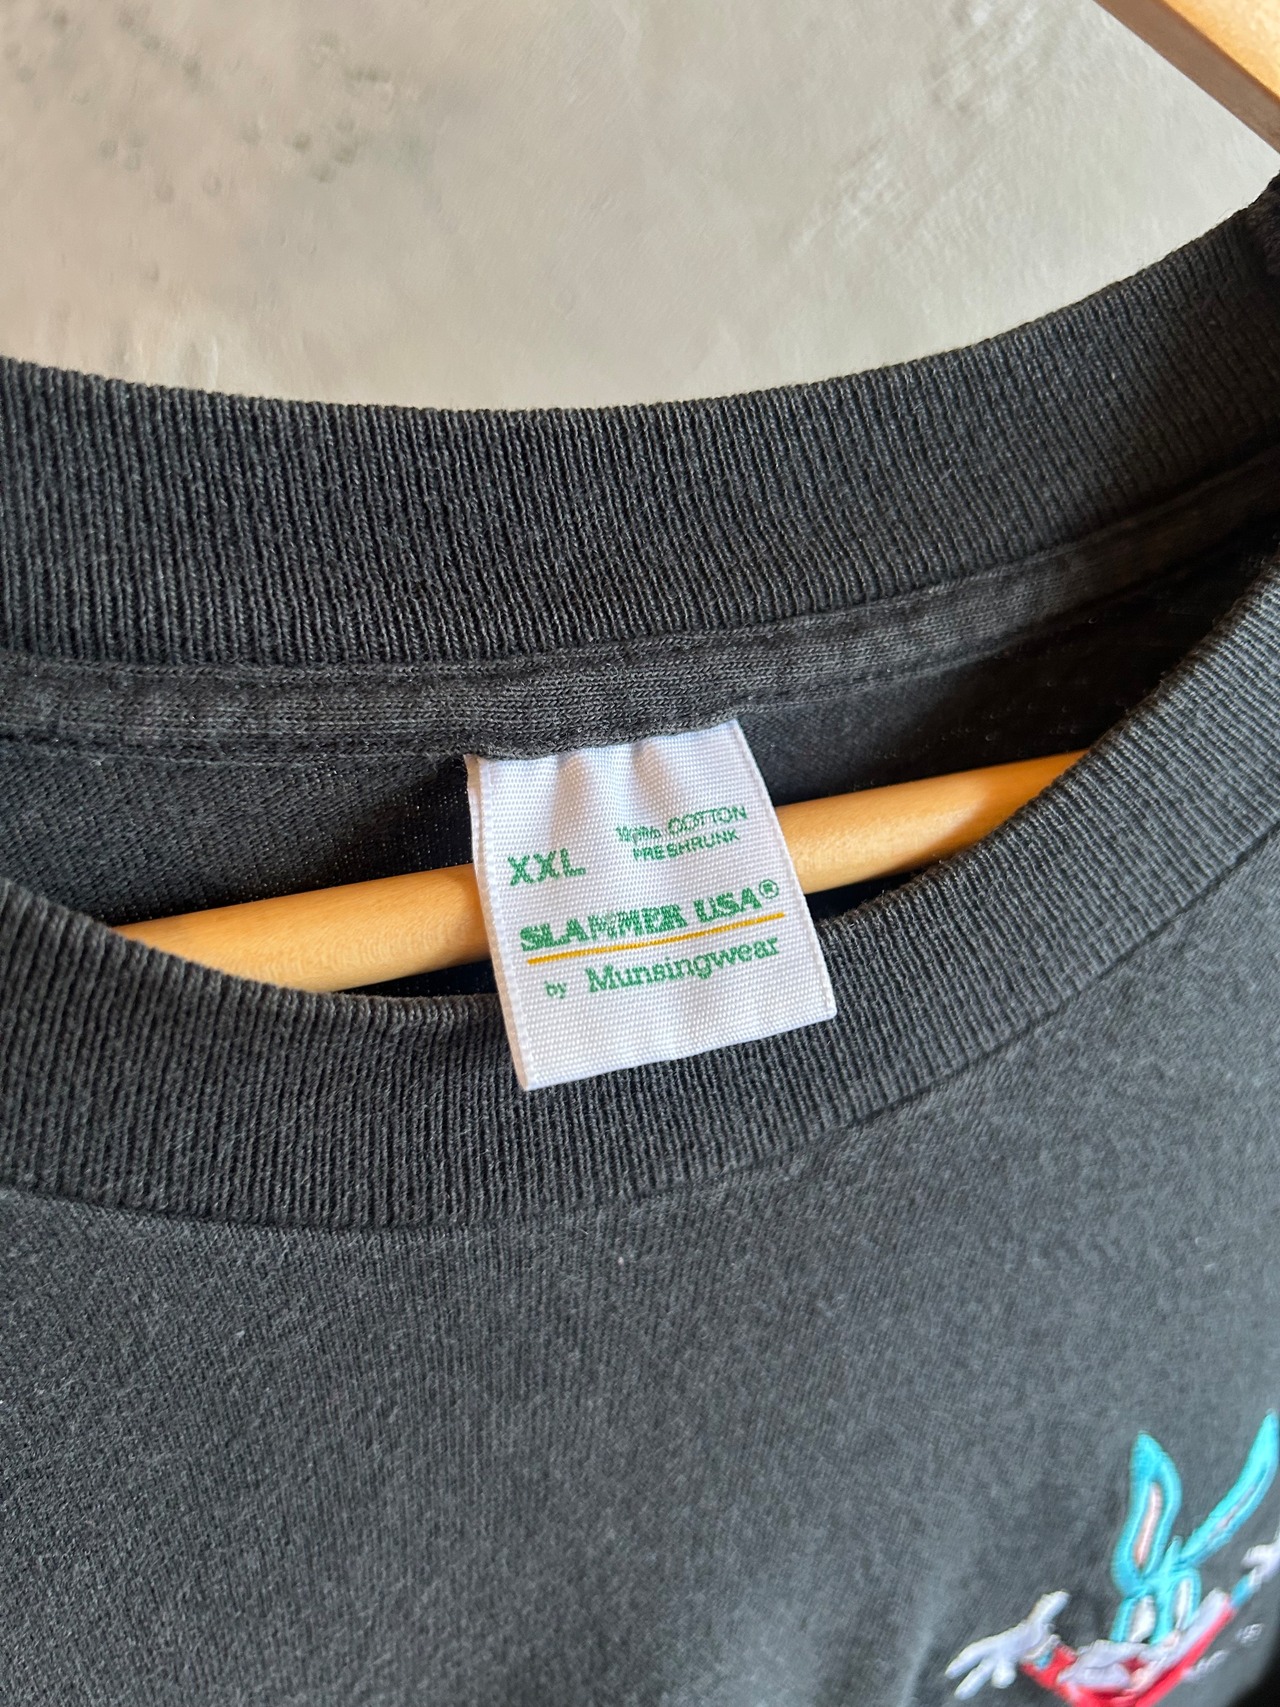 XXL
100% COTTON
PRESHRUNK
SLAMMER USA®
by Munsingwear